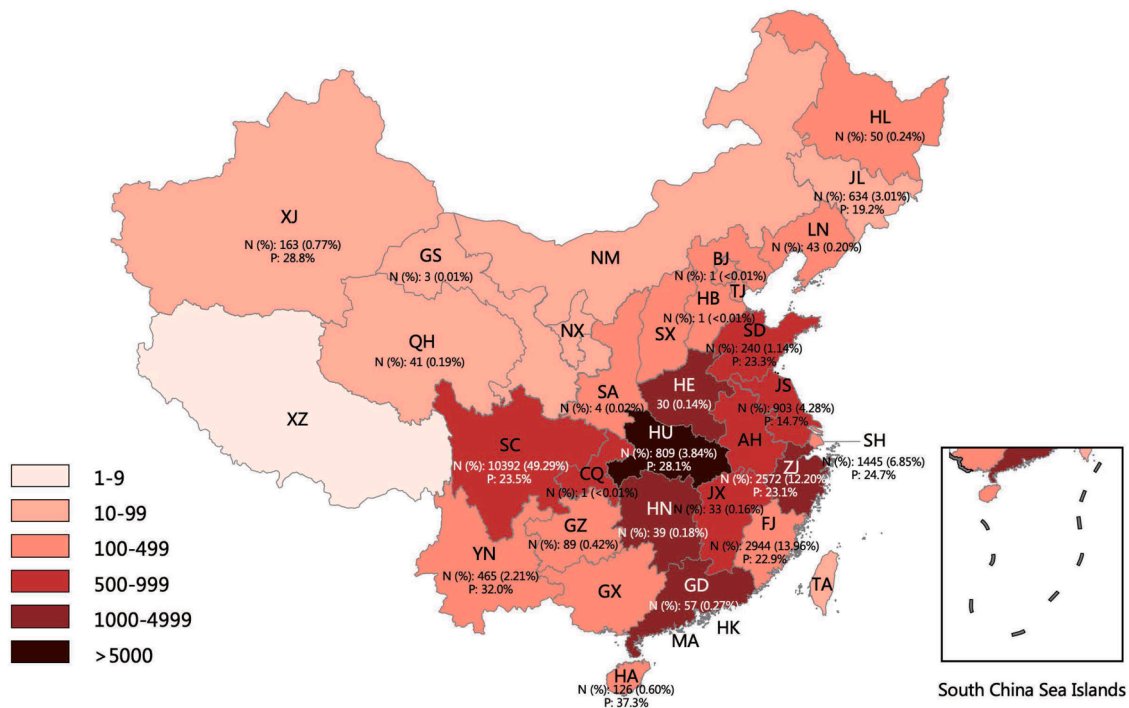 HL
N (%): 50 (0.24%)
JL
N (%): 634 (3.01%)
P: 19.2%
XJ
N (%): 163 (0.77%)
P: 28.8%
LN
N (%): 43 (0.20%)
GS
N (%): 3 (0.01%)
NM
BJ
N (%): 1 (<0.01%)
TJ
HB
N (%): 1 (<0.01%)
NX
SX
SD
N (%): 240 (1.14%)
P: 23.3%
QH
N (%): 41 (0.19%)
SA
N (%): 4 (0.02%)
HE
30 (0.14%)
JS
N (%): 903 (4.28%)
P: 14.7%
XZ
SC
N (%): 10392 (49.29%)
P: 23.5%
HU
N (%): 809 (3.84%)
P: 28.1%
AH
SH
N (%): 1445 (6.85%)
P: 24.7%
CQ
N (%): 1 (<0.01%)
ZJ
N (%): 2572 (12.20%)
P: 23.1%
JX
N (%): 33 (0.16%)
HN
N (%): 39 (0.18%)
GZ
N (%): 89 (0.42%)
FJ
N (%): 2944 (13.96%)
P: 22.9%
YN
N (%): 465 (2.21%)
P: 32.0%
GX
GD
N (%): 57 (0.27%)
TA
HK
MA
HA
N (%): 126 (0.60%)
P: 37.3%
1-9
10-99
100-499
500-999
1000-4999
>5000
South China Sea Islands